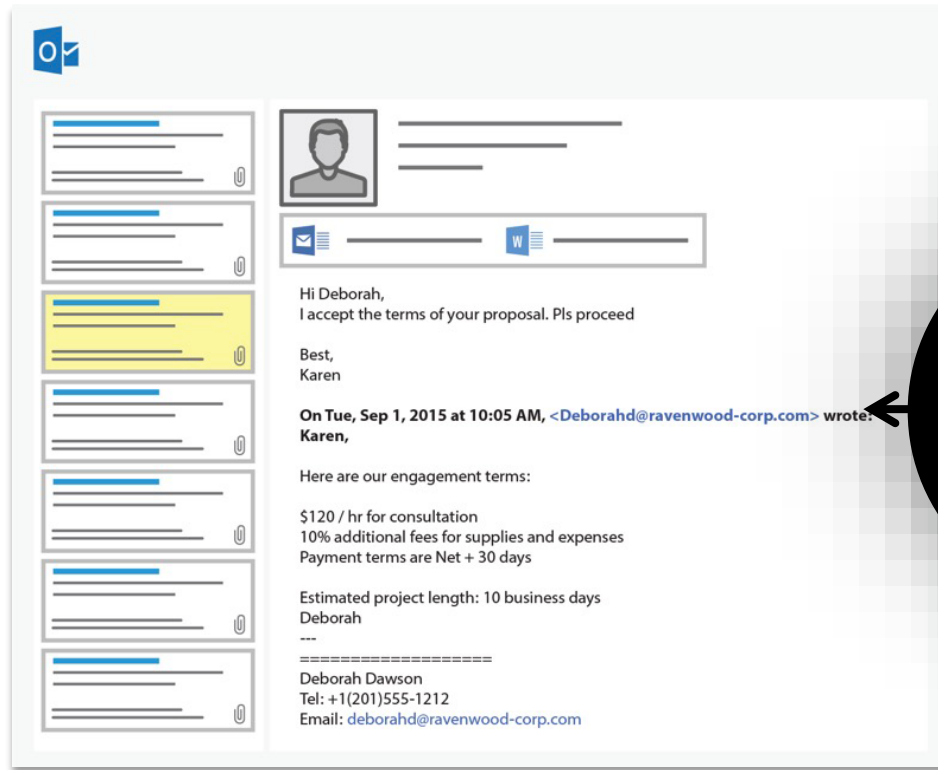 Hi Deborah,
I accept the terms of your proposal. Pls proceed
Best,
Karen
On Tue, Sep 1, 2015 at 10:05 AM, <Deborahd@ravenwood-corp.com> wrote:
Karen,
Here are our engagement terms:
$120 / hr for consultation
10% additional fees for supplies and expenses
Payment terms are Net + 30 days
Estimated project length: 10 business days
Deborah
---
===================
Deborah Dawson
Tel: +1(201)555-1212
Email: deborahd@ravenwood-corp.com